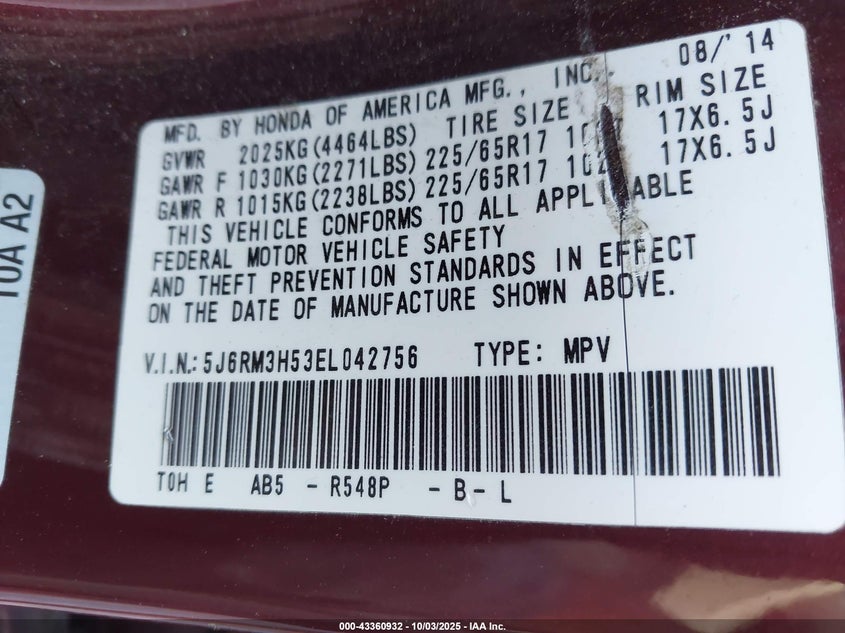 MFD. BY HONDA OF AMERICA MFG., INC. 08/'14
GVWR 2025KG(4464LBS) TIRE SIZE RIM SIZE
GAWR F 1030KG(2271LBS) 225/65R17 17X6.5J
GAWR R 1015KG(2238LBS) 225/65R17 17X6.5J
THIS VEHICLE CONFORMS TO ALL APPLICABLE
FEDERAL MOTOR VEHICLE SAFETY
AND THEFT PREVENTION STANDARDS IN EFFECT
ON THE DATE OF MANUFACTURE SHOWN ABOVE.
V.I.N.: 5J6RM3H53EL042756 TYPE: MPV
T0H E AB5 - R548P - B - L
T0A A2
000-43360932 - 10/03/2025 - IAA Inc.